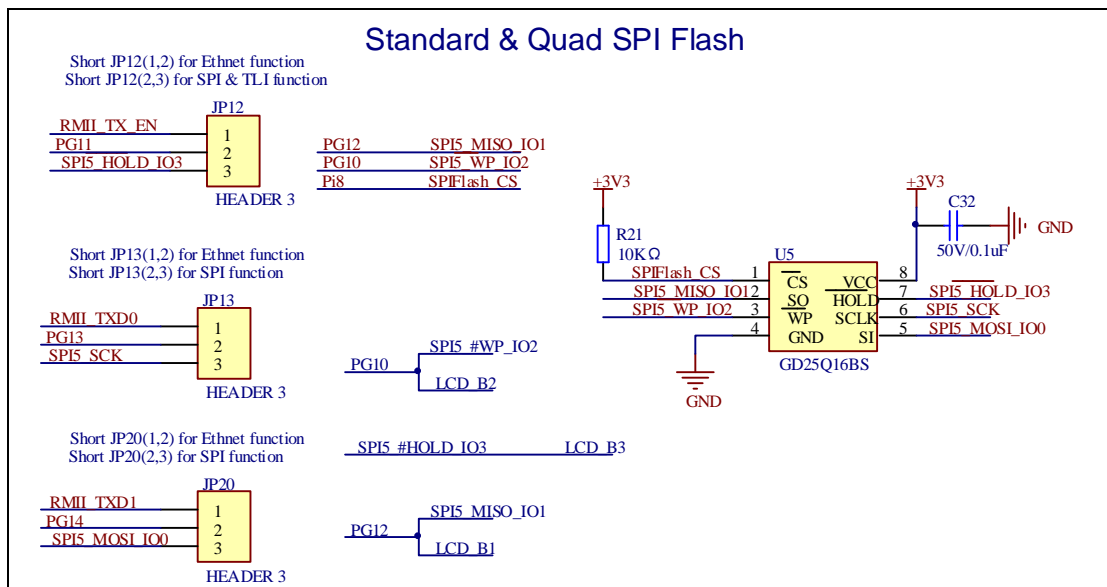 Standard & Quad SPI Flash
Short JP12(1,2) for Ethnet function
Short JP12(2,3) for SPI & TLI function
JP12
RMII_TX_EN
PG11
SPI5_HOLD_IO3
1
2
3
HEADER 3
PG12 SPI5_MISO_IO1
PG10 SPI5_WP_IO2
Pi8 SPIFlash_CS
Short JP13(1,2) for Ethnet function
Short JP13(2,3) for SPI function
JP13
RMII_TXD0
PG13
SPI5_SCK
1
2
3
HEADER 3
PG10
SPI5_#WP_IO2
LCD_B2
Short JP20(1,2) for Ethnet function
Short JP20(2,3) for SPI function
JP20
RMII_TXD1
PG14
SPI5_MOSI_IO0
1
2
3
HEADER 3
SPI5_#HOLD_IO3 LCD_B3
PG12
SPI5_MISO_IO1
LCD_B1
+3V3
R21
10KΩ
+3V3
C32
50V/0.1uF
GND
U5
SPIFlash_CS 1 CS VCC 8
SPI5_MISO_IO1 2 SO HOLD 7 SPI5_HOLD_IO3
SPI5_WP_IO2 3 WP SCLK 6 SPI5_SCK
4 GND SI 5 SPI5_MOSI_IO0
GD25Q16BS
GND